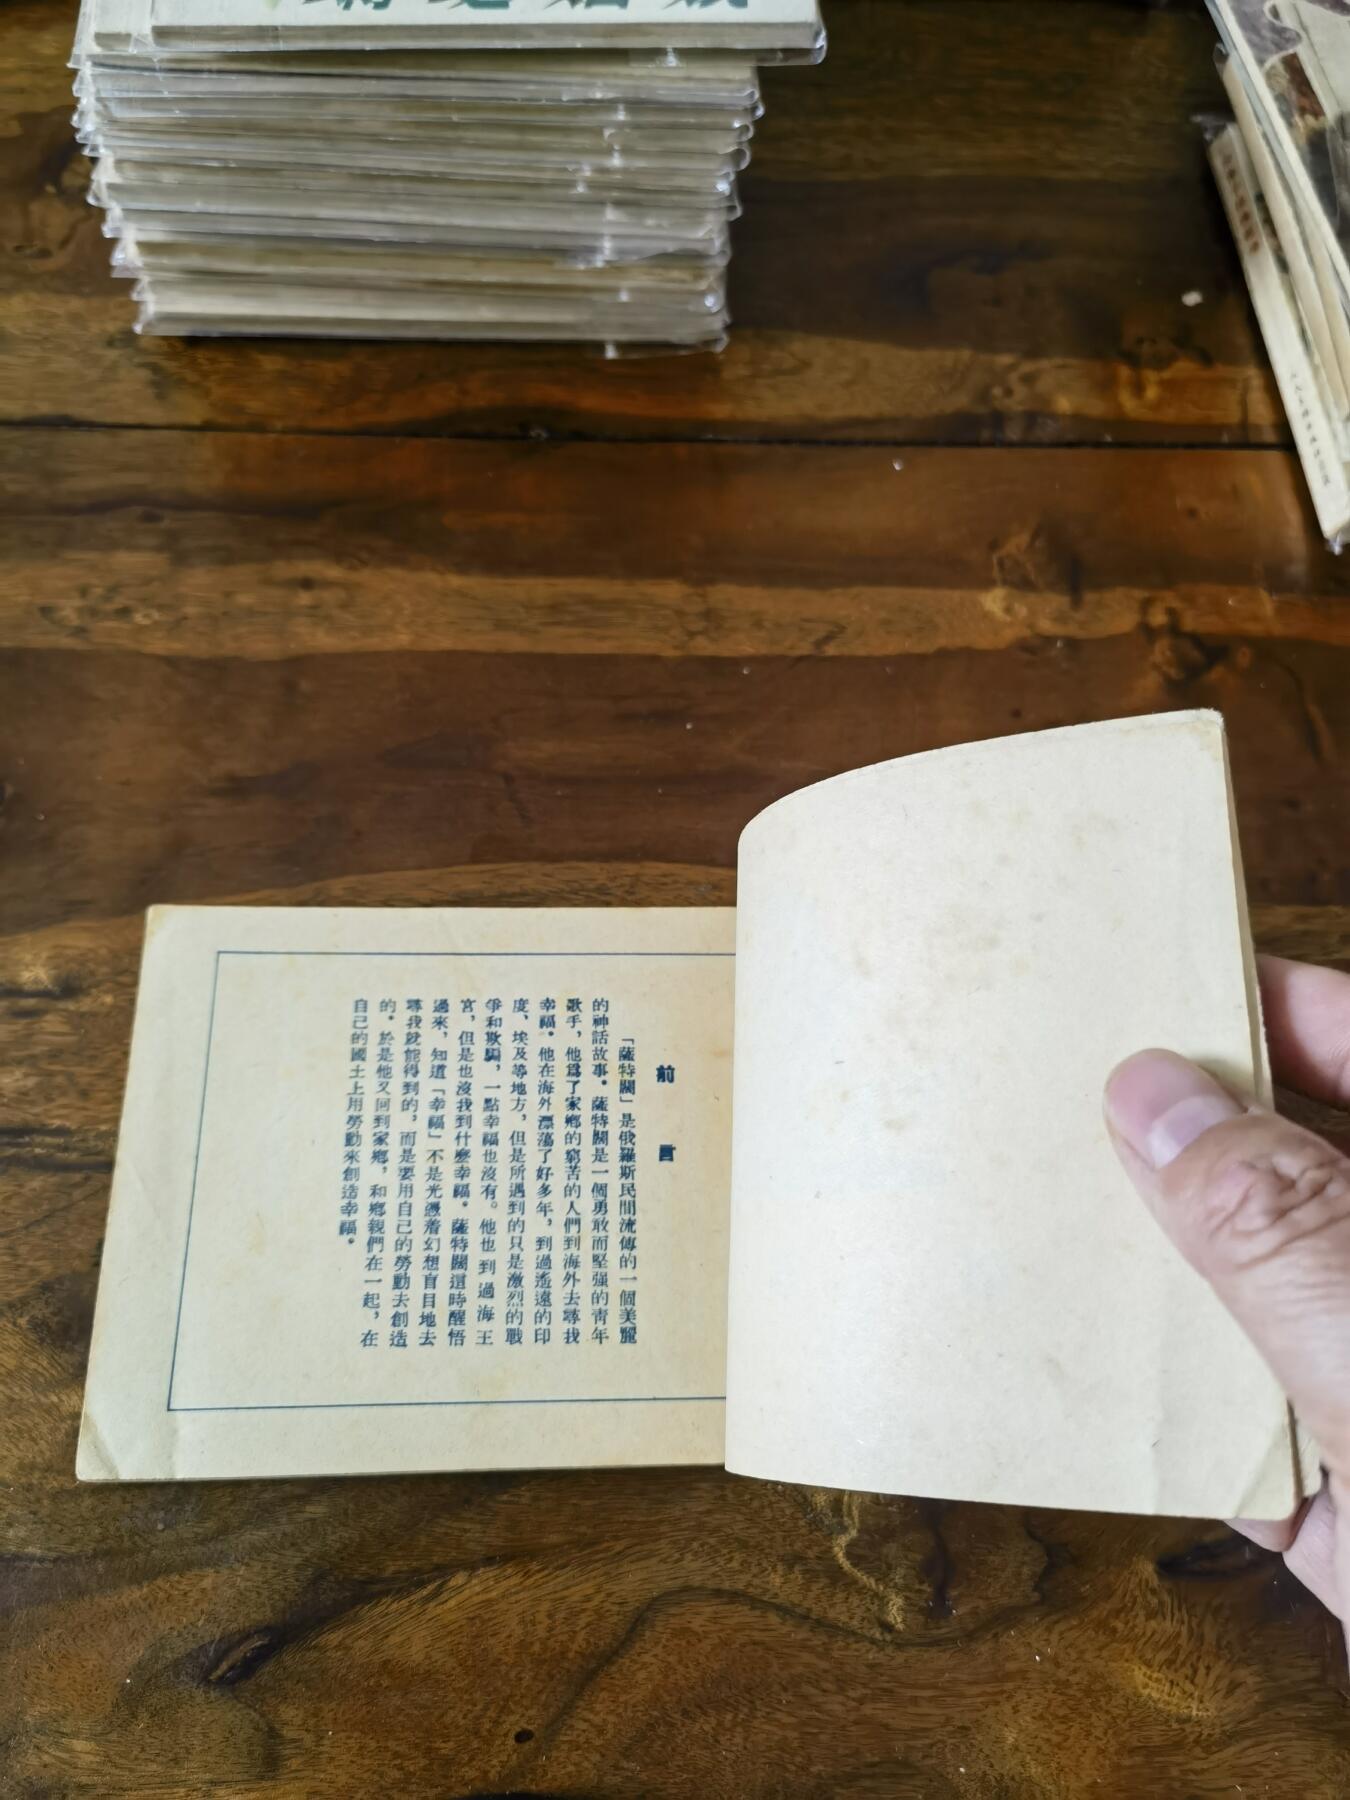 前言
「薩特闊」是俄羅斯民間流傳的一個美麗
的神話故事。薩特闊是一個勇敢而堅强的青年
歌手，他爲了家鄉的窮苦的人們到海外去尋找
幸福。他在海外漂蕩了好多年，到過遙遠的印
度、埃及等地方，但是所遇到的只是激烈的戰
爭和欺騙，一點幸福也沒有。他也到過海王
宮，但是也沒找到什麽幸福。薩特闊這時醒悟
過來，知道「幸福」不是光憑着幻想盲目地去
尋找就能得到的，而是要用自己的勞動去創造
的。於是他又回到家鄉，和鄉親們在一起，在
自己的國土上用勞動來創造幸福。